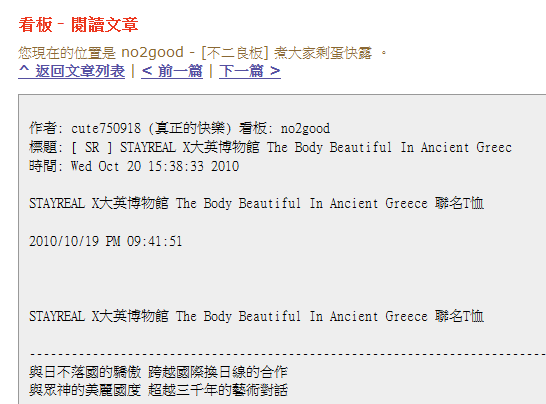 看板 - 閱讀文章
您現在的位置是 no2good - [不二良板] 煮大家剩蛋快露 。
^ 返回文章列表 | < 前一篇 | 下一篇 >
作者: cute750918 (真正的快樂) 看板: no2good
標題: [ SR ] STAYREAL X大英博物館 The Body Beautiful In Ancient Greec
時間: Wed Oct 20 15:38:33 2010
STAYREAL X大英博物館 The Body Beautiful In Ancient Greece 聯名T恤
2010/10/19 PM 09:41:51
STAYREAL X大英博物館 The Body Beautiful In Ancient Greece 聯名T恤
--------------------------------------------------------------------------
與日不落國的驕傲 跨越國際換日線的合作
與眾神的美麗國度 超越三千年的藝術對話